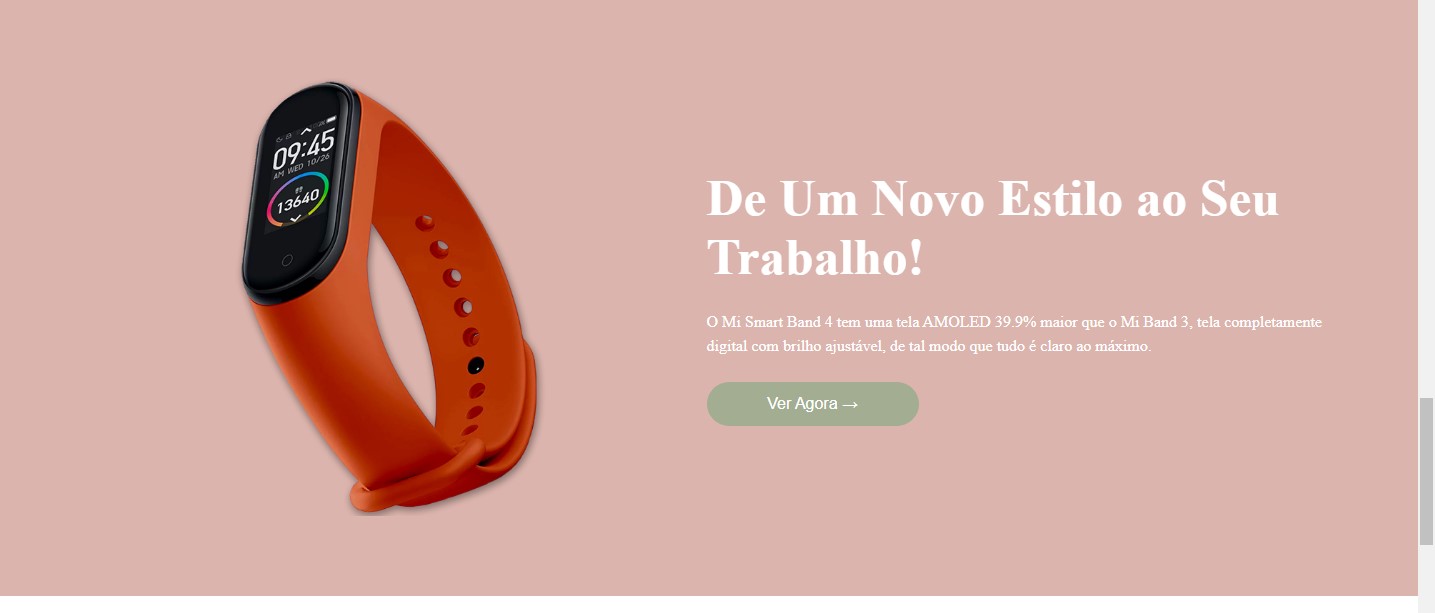 09:45
AM WED 10/26
13640
De Um Novo Estilo ao Seu
Trabalho!
O Mi Smart Band 4 tem uma tela AMOLED 39.9% maior que o Mi Band 3, tela completamente
digital com brilho ajustável, de tal modo que tudo é claro ao máximo.
Ver Agora →